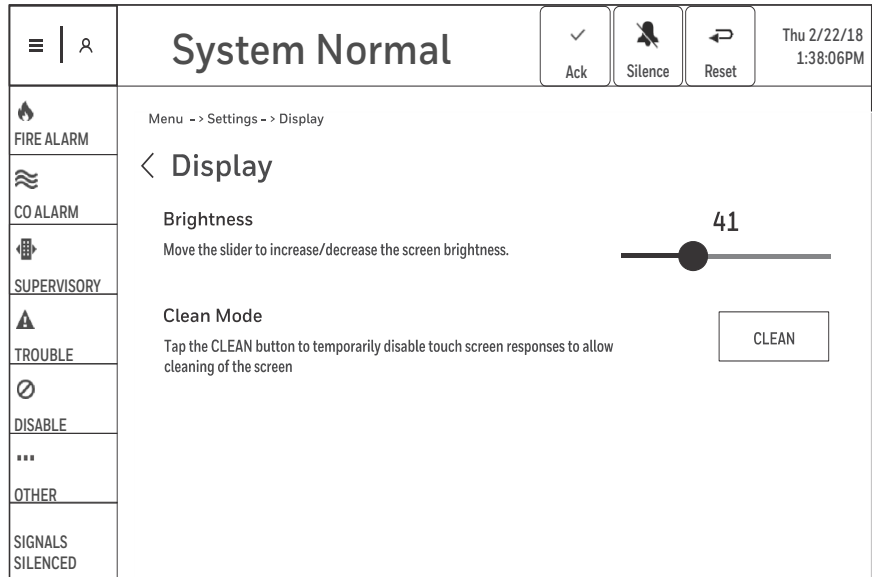 System Normal
Ack
Silence
Reset
Thu 2/22/18
1:38:06PM
FIRE ALARM
CO ALARM
SUPERVISORY
TROUBLE
DISABLE
OTHER
SIGNALS
SILENCED
Menu -> Settings -> Display
Display
Brightness
Move the slider to increase/decrease the screen brightness.
41
Clean Mode
Tap the CLEAN button to temporarily disable touch screen responses to allow
cleaning of the screen
CLEAN